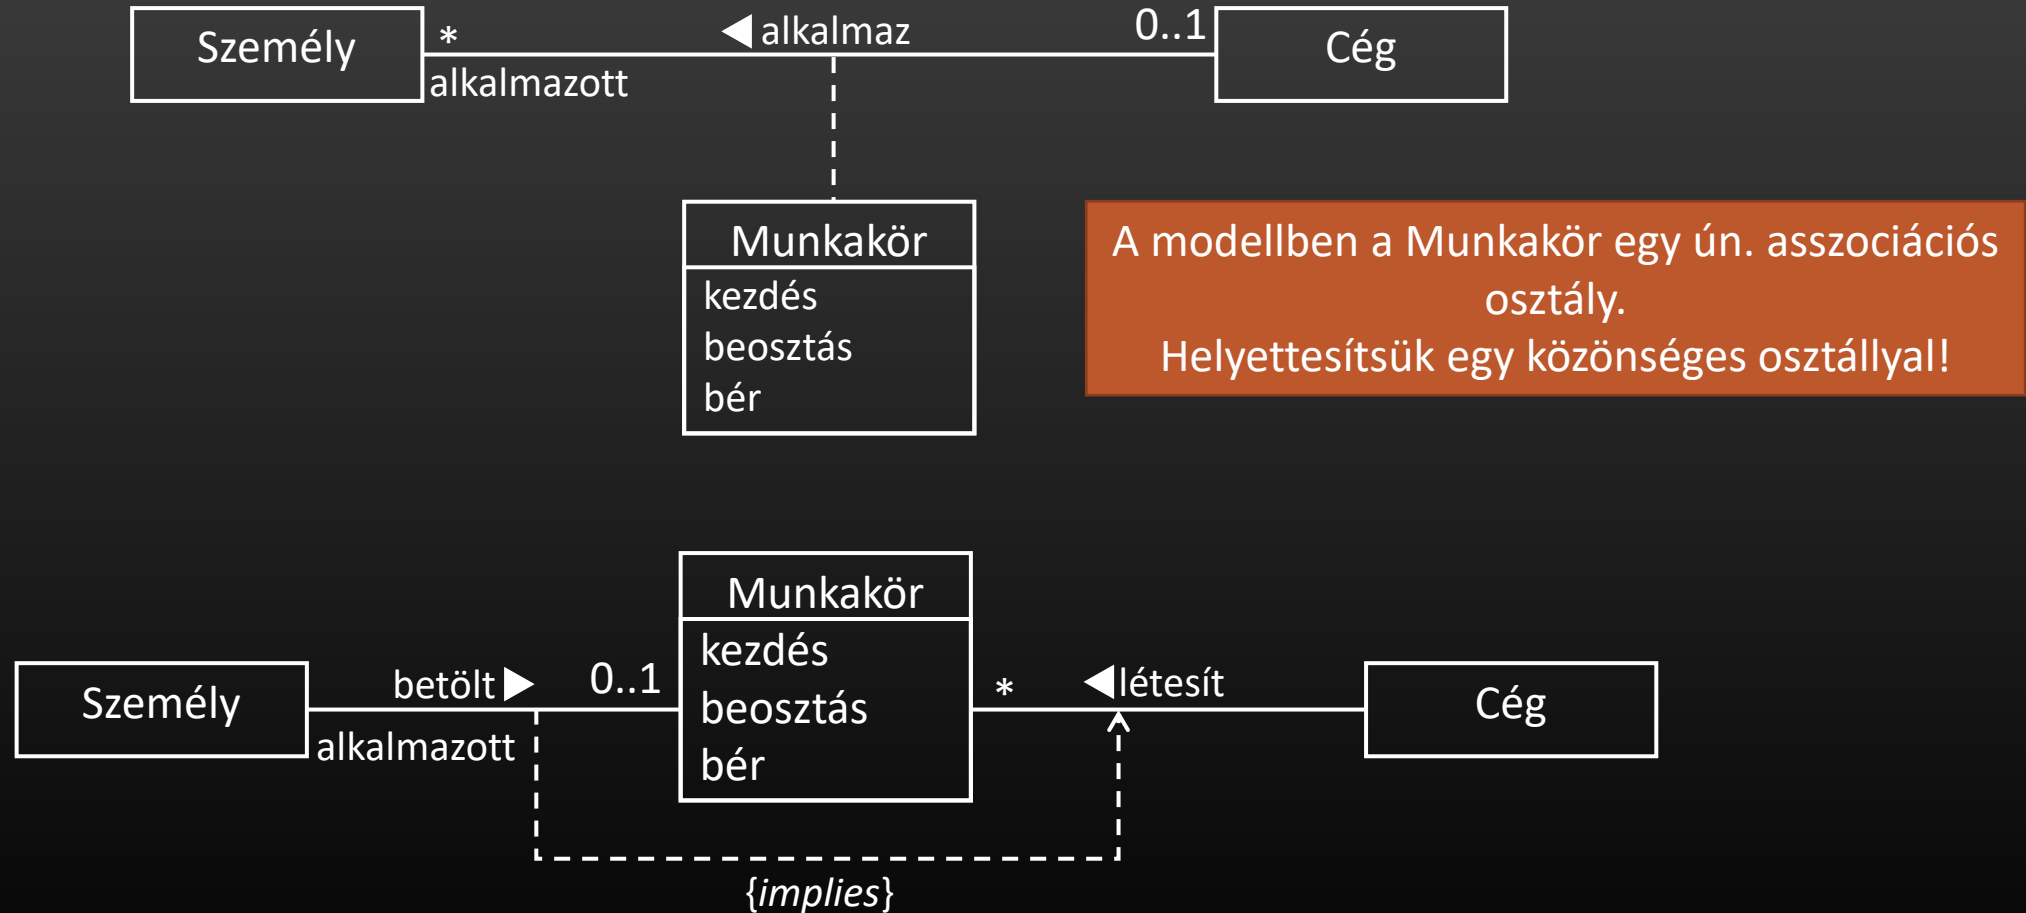 Személy
*
alkalmaz
0..1
Cég
alkalmazott
Munkakör
kezdés
beosztás
bér
A modellben a Munkakör egy ún. asszociációs
osztály.
Helyettesítsük egy közönséges osztállyal!
Munkakör
kezdés
beosztás
bér
Személy
betölt
0..1
alkalmazott
*
létesít
Cég
{implies}